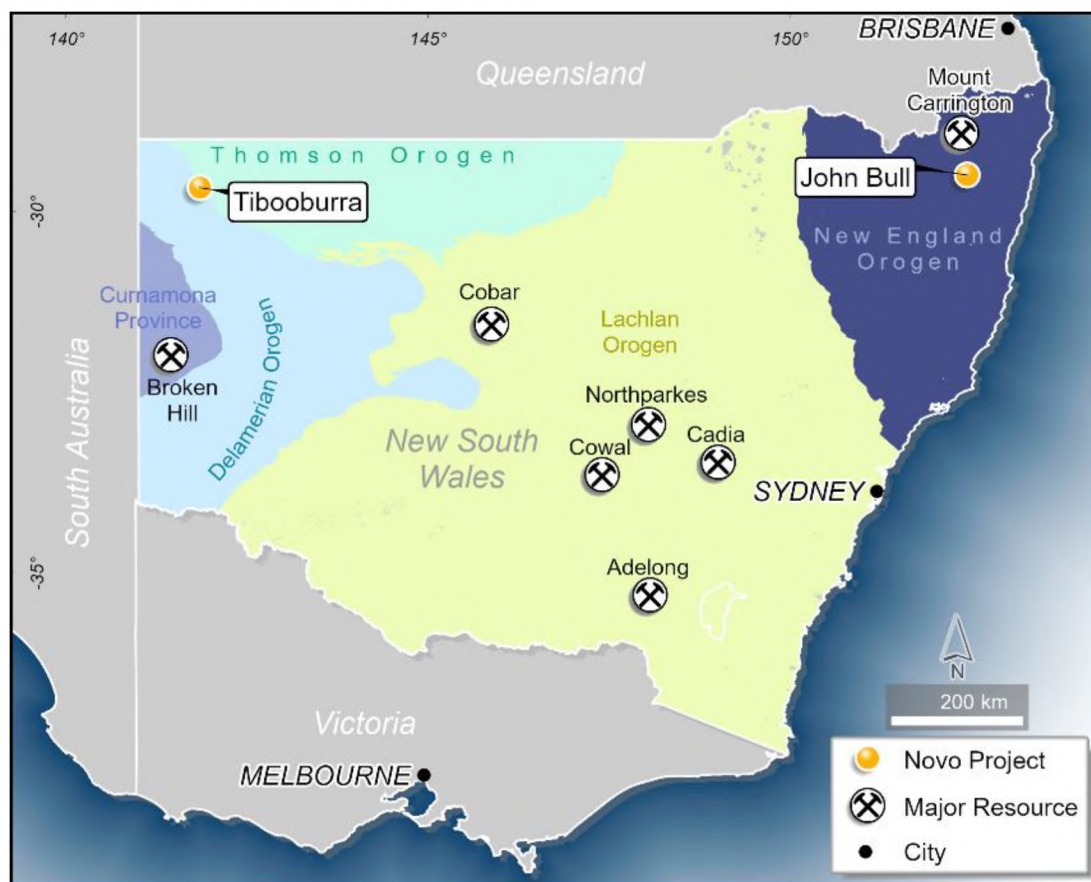 140°
145°
150°
BRISBANE
Queensland
Mount
Carrington
Thomson Orogen
John Bull
Tibooburra
-30°
New England
Orogen
Curnamona
Province
Cobar
Lachlan
Orogen
Delamerian Orogen
Broken
Hill
Northparkes
South Australia
New South
Wales
Cowal
Cadia
SYDNEY
-35°
Adelong
N
200 km
Victoria
MELBOURNE
Novo Project
Major Resource
City